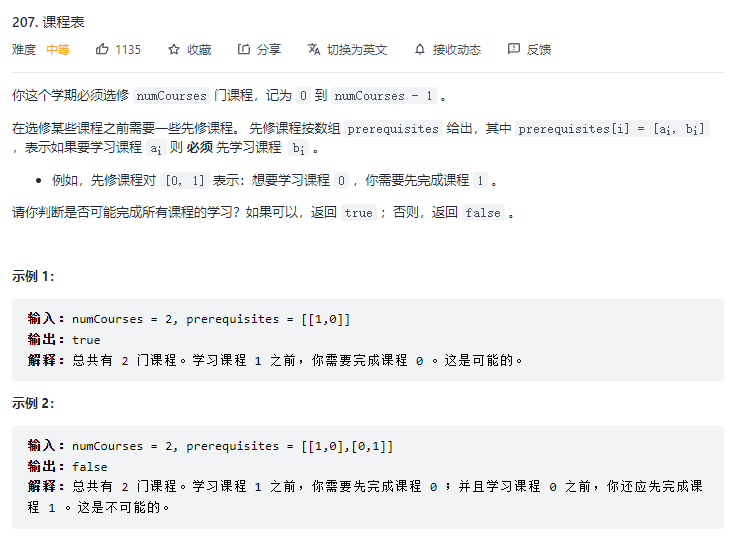 207. 课程表
难度 中等 1135 收藏 分享 切换为英文 接收动态 反馈
你这个学期必须选修 numCourses 门课程，记为 0 到 numCourses - 1 。
在选修某些课程之前需要一些先修课程。 先修课程按数组 prerequisites 给出，其中 prerequisites[i] = [ai, bi]
，表示如果要学习课程 ai 则 必须 先学习课程 bi 。
• 例如，先修课程对 [0, 1] 表示：想要学习课程 0 ，你需要先完成课程 1 。
请你判断是否可能完成所有课程的学习？如果可以，返回 true ；否则，返回 false 。
示例 1：
输入：numCourses = 2, prerequisites = [[1,0]]
输出：true
解释：总共有 2 门课程。学习课程 1 之前，你需要完成课程 0 。这是可能的。
示例 2：
输入：numCourses = 2, prerequisites = [[1,0],[0,1]]
输出：false
解释：总共有 2 门课程。学习课程 1 之前，你需要先完成课程 0 ；并且学习课程 0 之前，你还应先完成课
程 1 。这是不可能的。